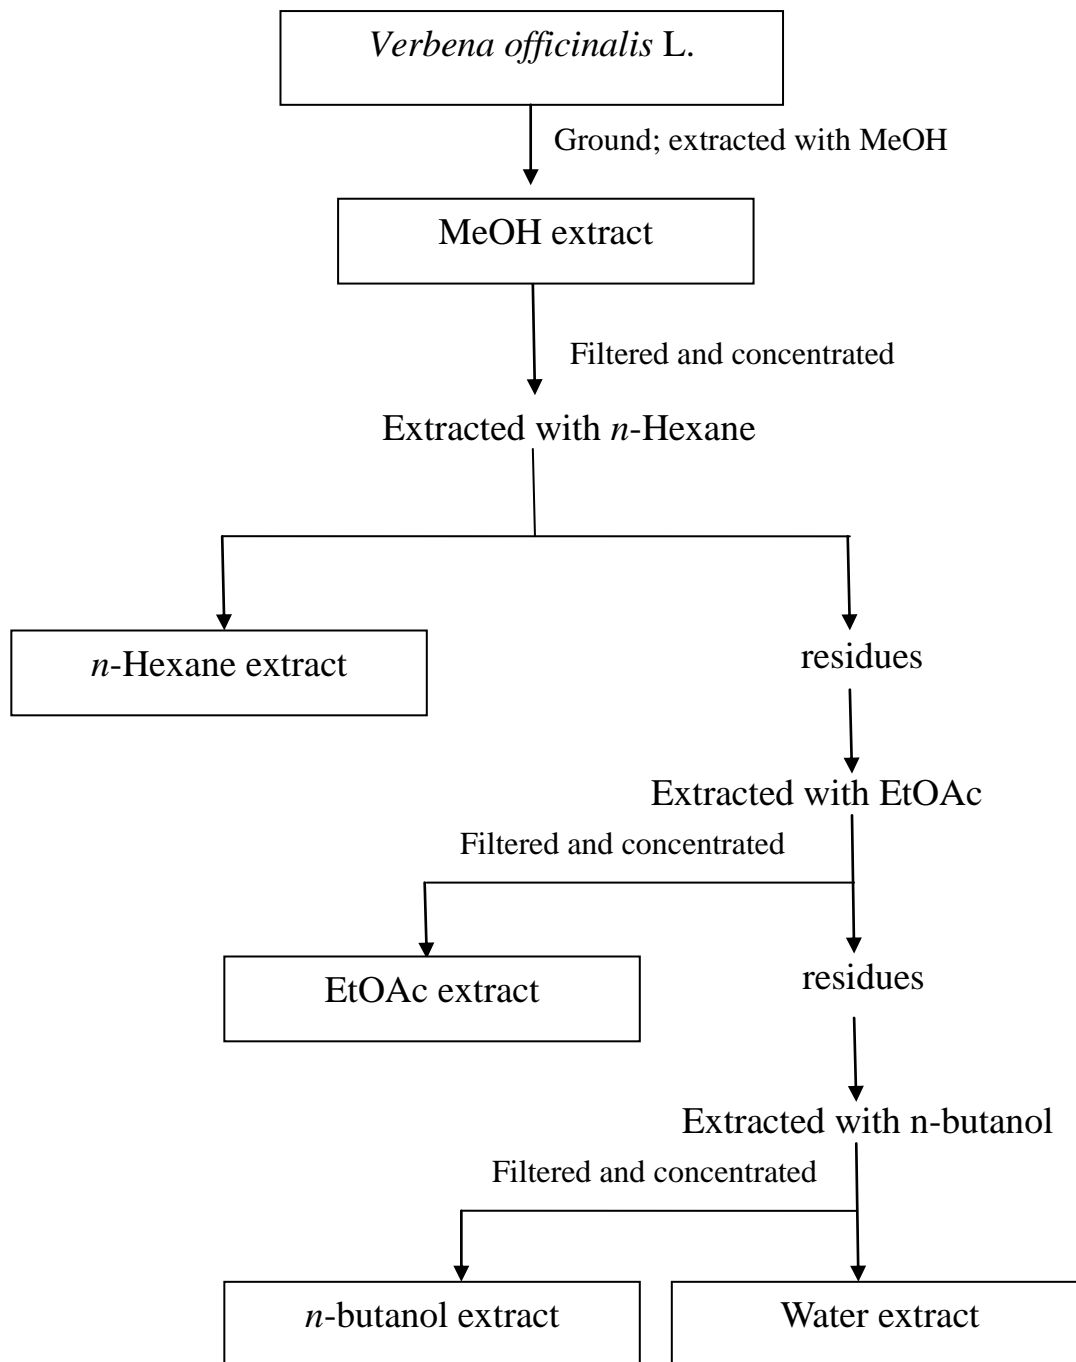 Verbena officinalis L.
Ground; extracted with MeOH
MeOH extract
Filtered and concentrated
Extracted with n-Hexane
n-Hexane extract
residues
Extracted with EtOAc
Filtered and concentrated
EtOAc extract
residues
Extracted with n-butanol
Filtered and concentrated
n-butanol extract
Water extract